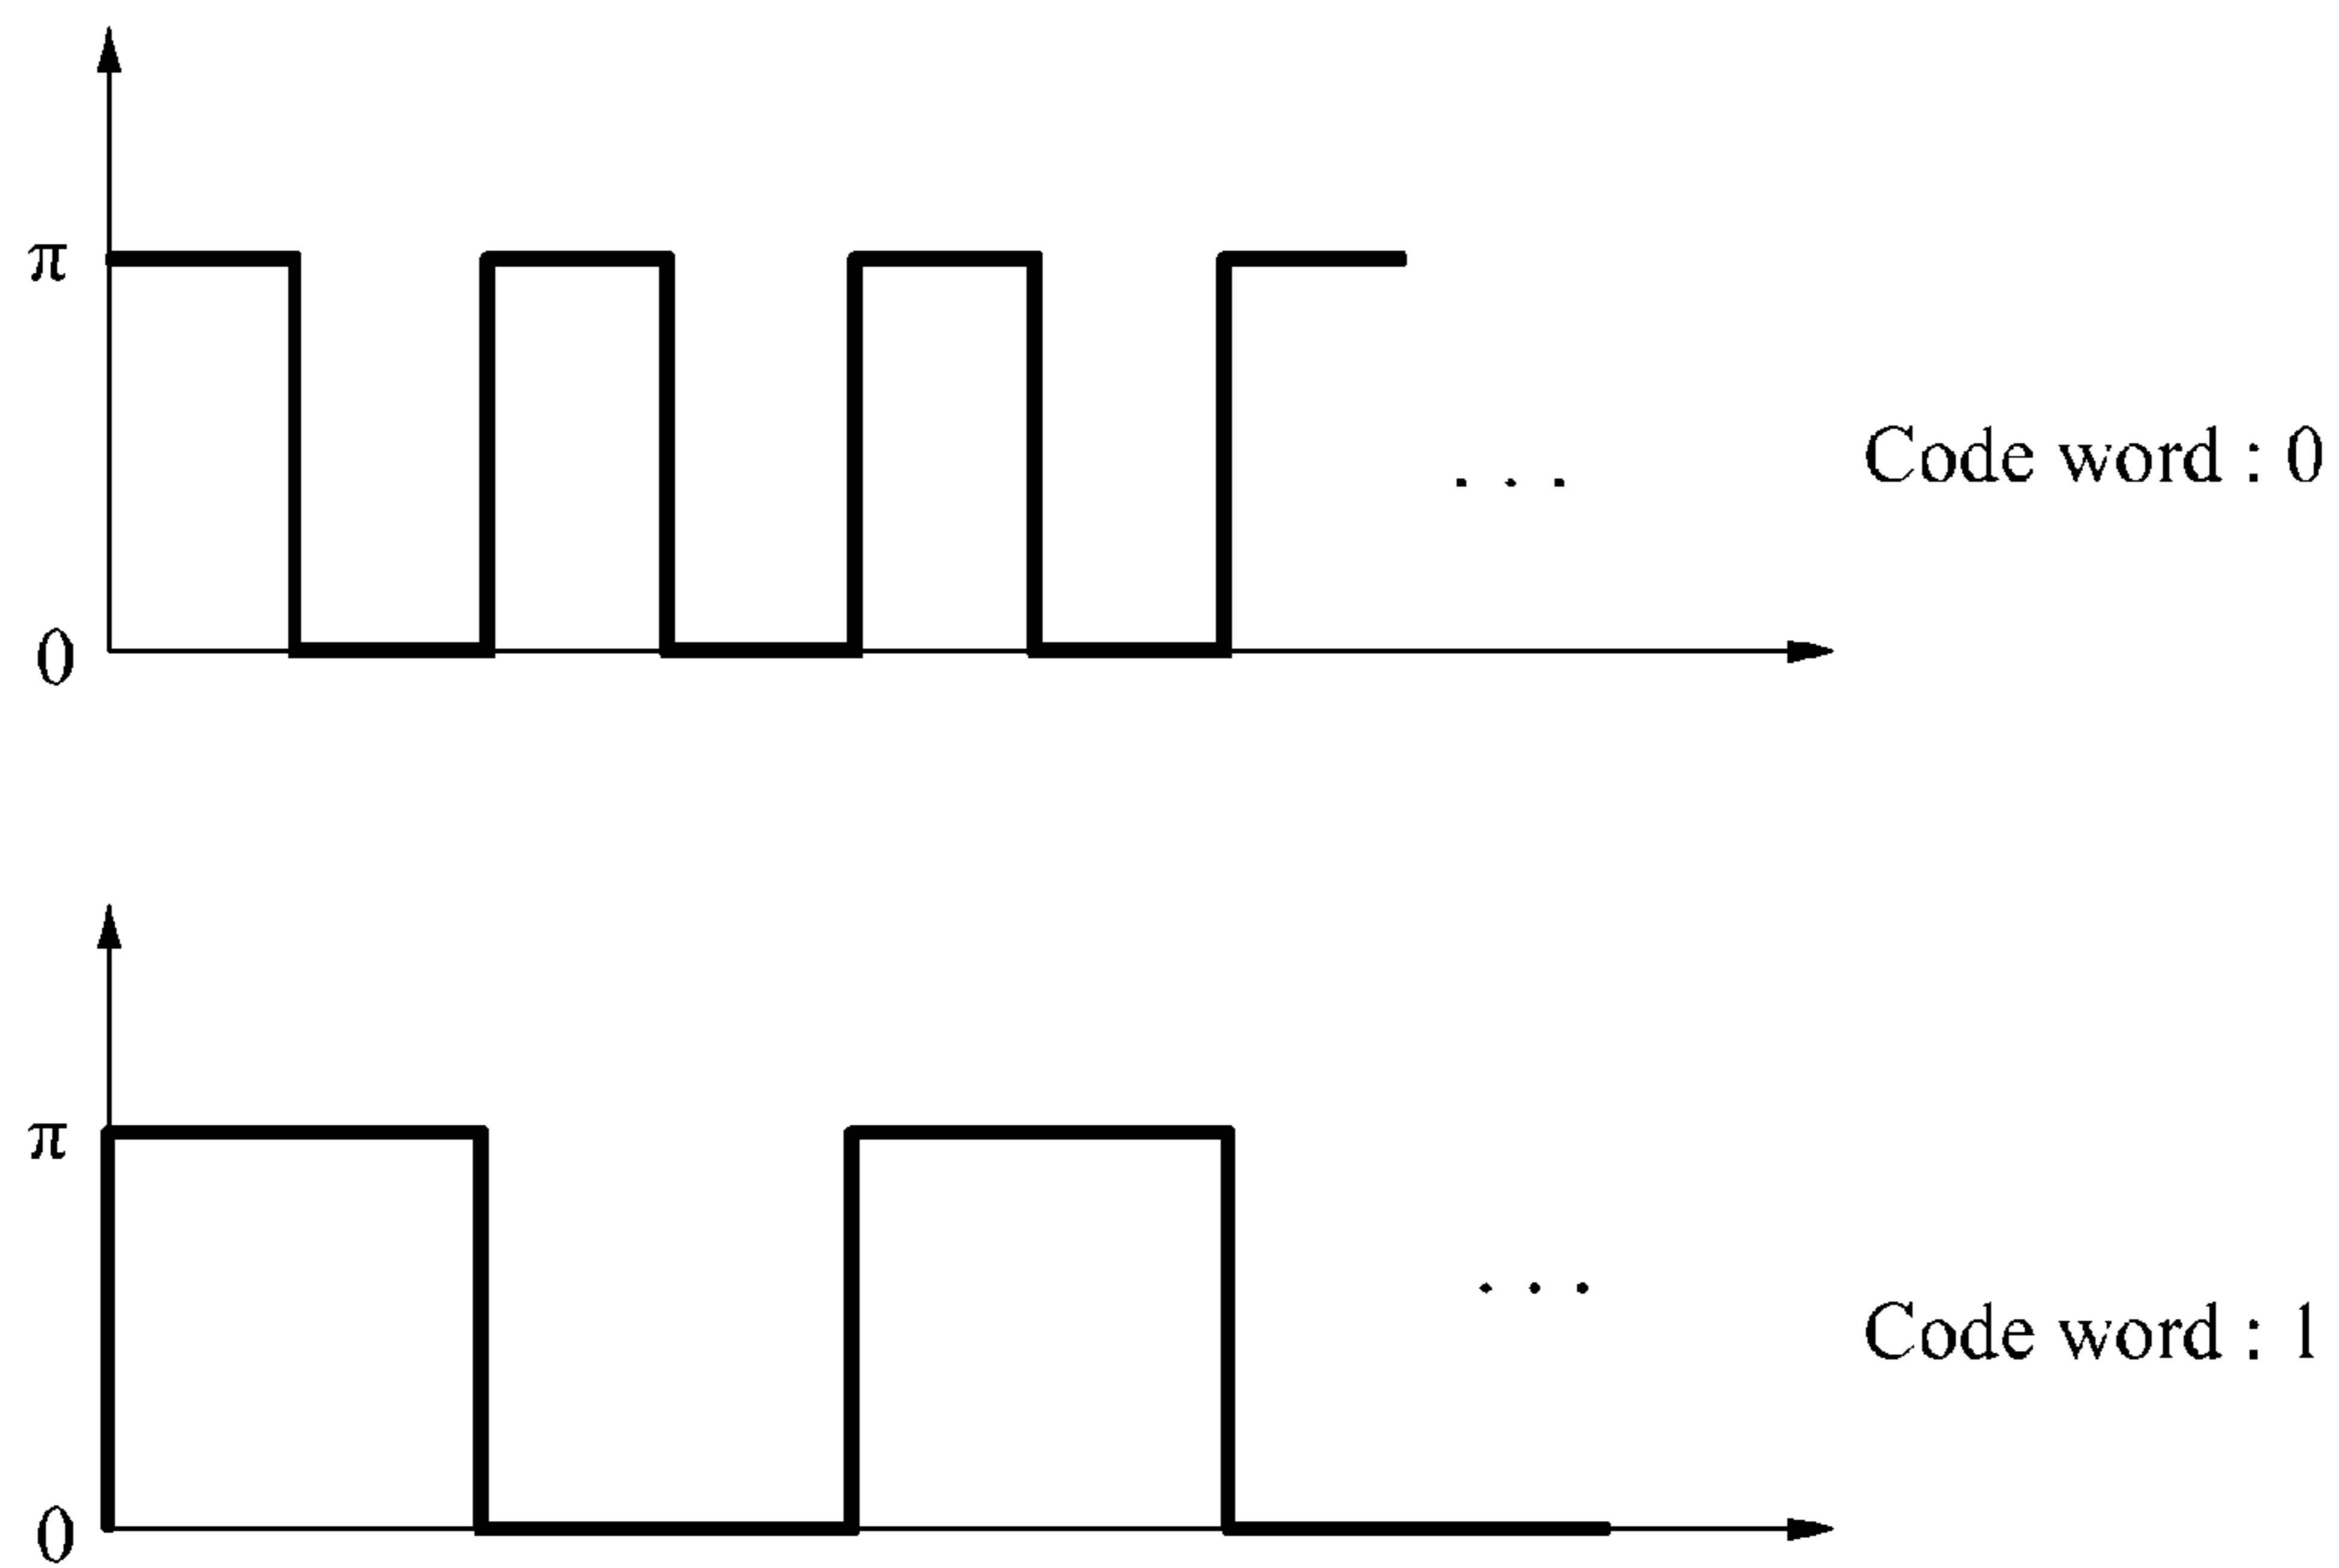 π
0
. . .
Code word : 0
π
0
. . .
Code word : 1